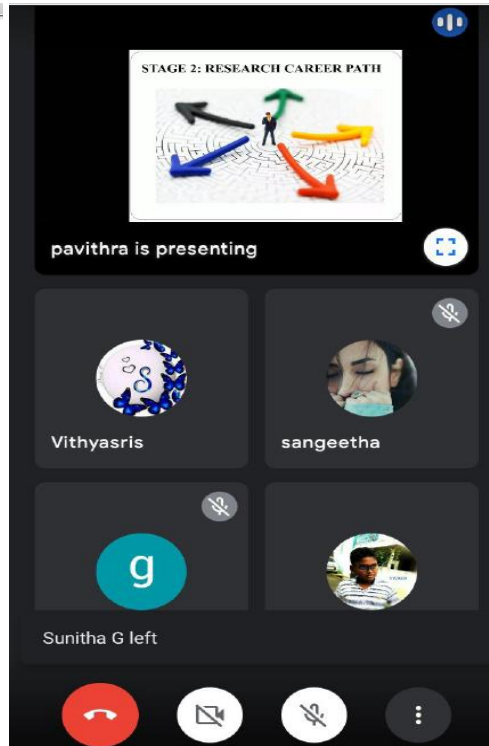 STAGE 2: RESEARCH CAREER PATH
pavithra is presenting
S
Vithyasris
sangeetha
g
Sunitha G left